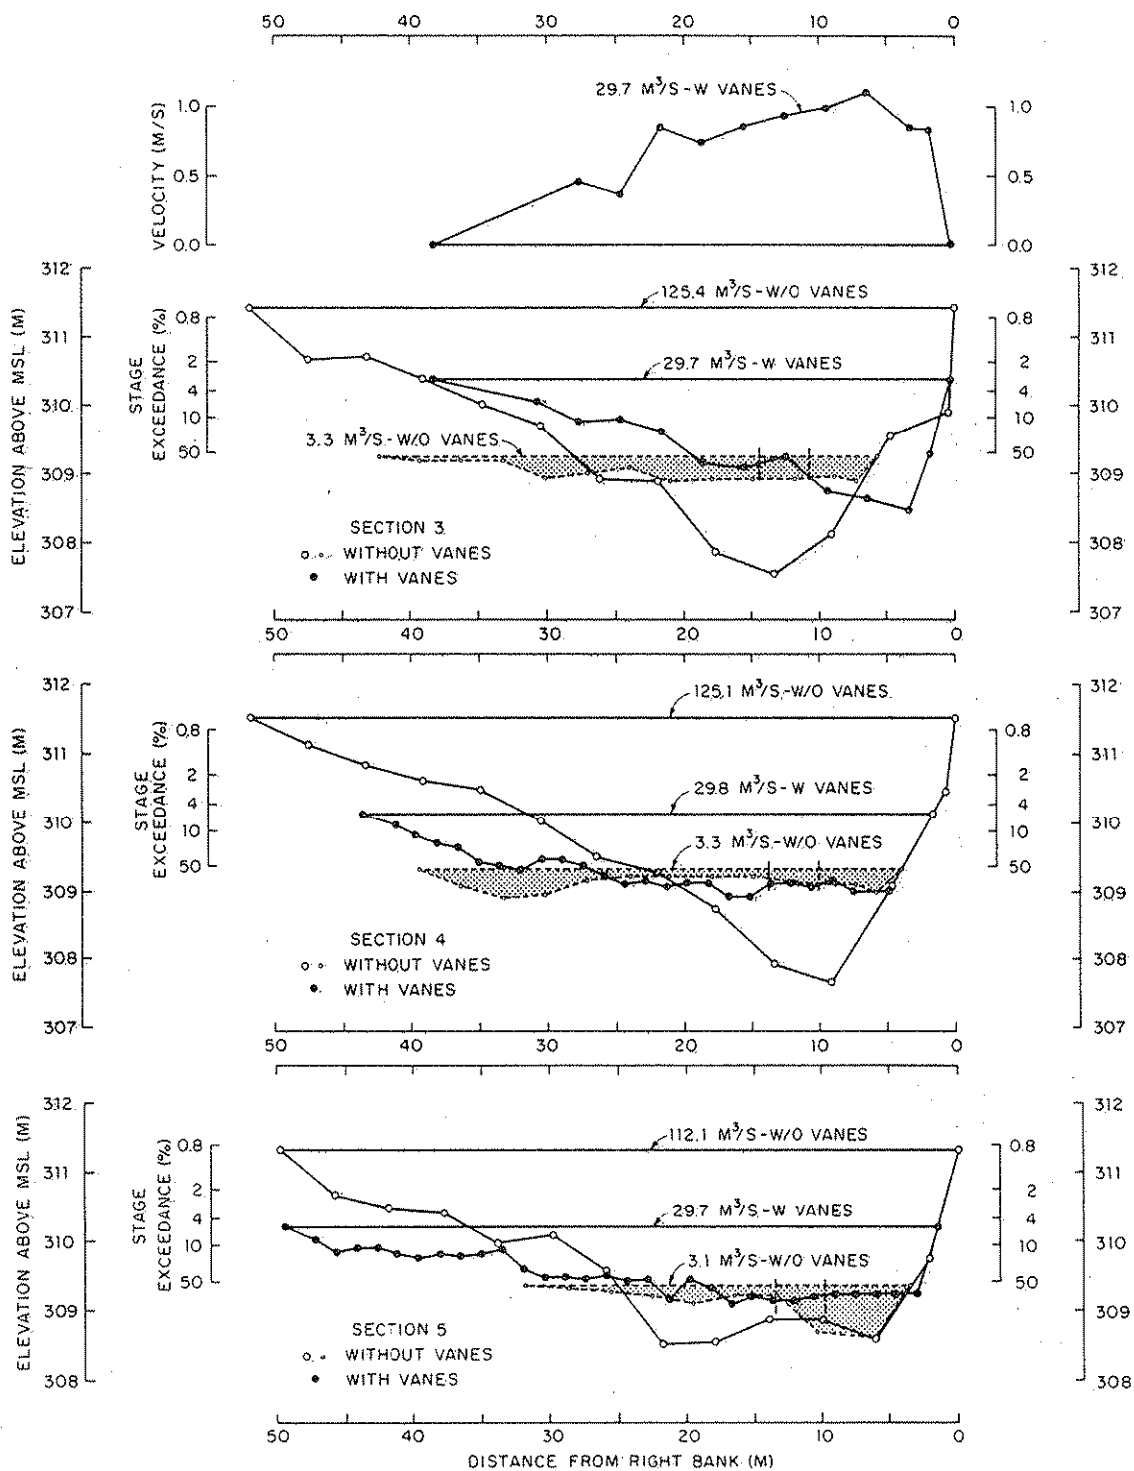 50 40 30 20 10 0
29.7 M³/S-W VANES
VELOCITY (M/S)
1.0
0.5
0.0
1.0
0.5
0.0
ELEVATION ABOVE MSL (M)
312
311
310
309
308
307
STAGE EXCEEDANCE (%)
0.8
2
4
10
50
125.4 M³/S-W/O VANES
29.7 M³/S-W VANES
3.3 M³/S-W/O VANES
SECTION 3
WITHOUT VANES
WITH VANES
0.8
2
4
10
50
312
311
310
309
308
307
50 40 30 20 10 0
ELEVATION ABOVE MSL (M)
312
311
310
309
308
307
STAGE EXCEEDANCE (%)
0.8
2
4
10
50
125.1 M³/S-W/O VANES
29.8 M³/S-W VANES
3.3 M³/S-W/O VANES
SECTION 4
WITHOUT VANES
WITH VANES
0.8
2
4
10
50
312
311
310
309
308
307
50 40 30 20 10 0
ELEVATION ABOVE MSL (M)
312
311
310
309
308
STAGE EXCEEDANCE (%)
0.8
2
4
10
50
112.1 M³/S-W/O VANES
29.7 M³/S-W VANES
3.1 M³/S-W/O VANES
SECTION 5
WITHOUT VANES
WITH VANES
0.8
2
4
10
50
312
311
310
309
308
50 40 30 20 10 0
DISTANCE FROM RIGHT BANK (M)